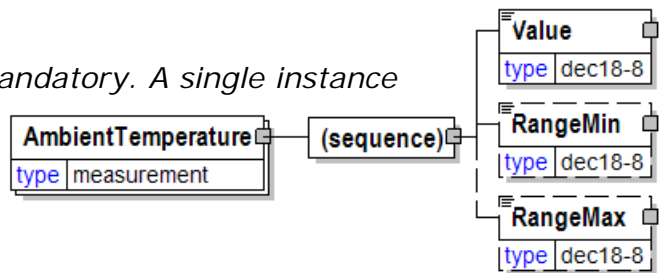 Value
type dec18-8
andatory. A single instance
AmbientTemperature
type measurement
(sequence)
RangeMin
type dec18-8
RangeMax
type dec18-8